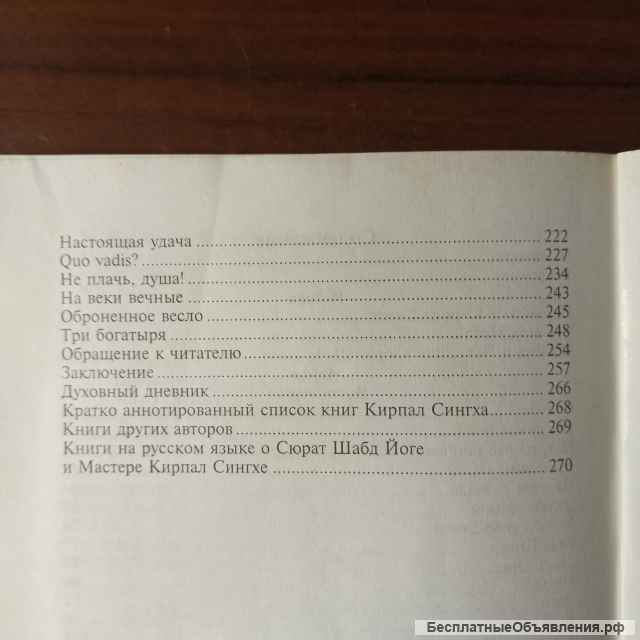 Настоящая удача ........ 222
Quo vadis? ........ 227
Не плачь, душа! ........ 234
На веки вечные ........ 243
Оброненное весло ........ 245
Три богатыря ........ 248
Обращение к читателю ........ 254
Заключение ........ 257
Духовный дневник ........ 266
Кратко аннотированный список книг Кирпал Сингха ........ 268
Книги других авторов ........ 269
Книги на русском языке о Сюрат Шабд Йоге
и Мастере Кирпал Сингхе ........ 270
БесплатныеОбъявления.рф